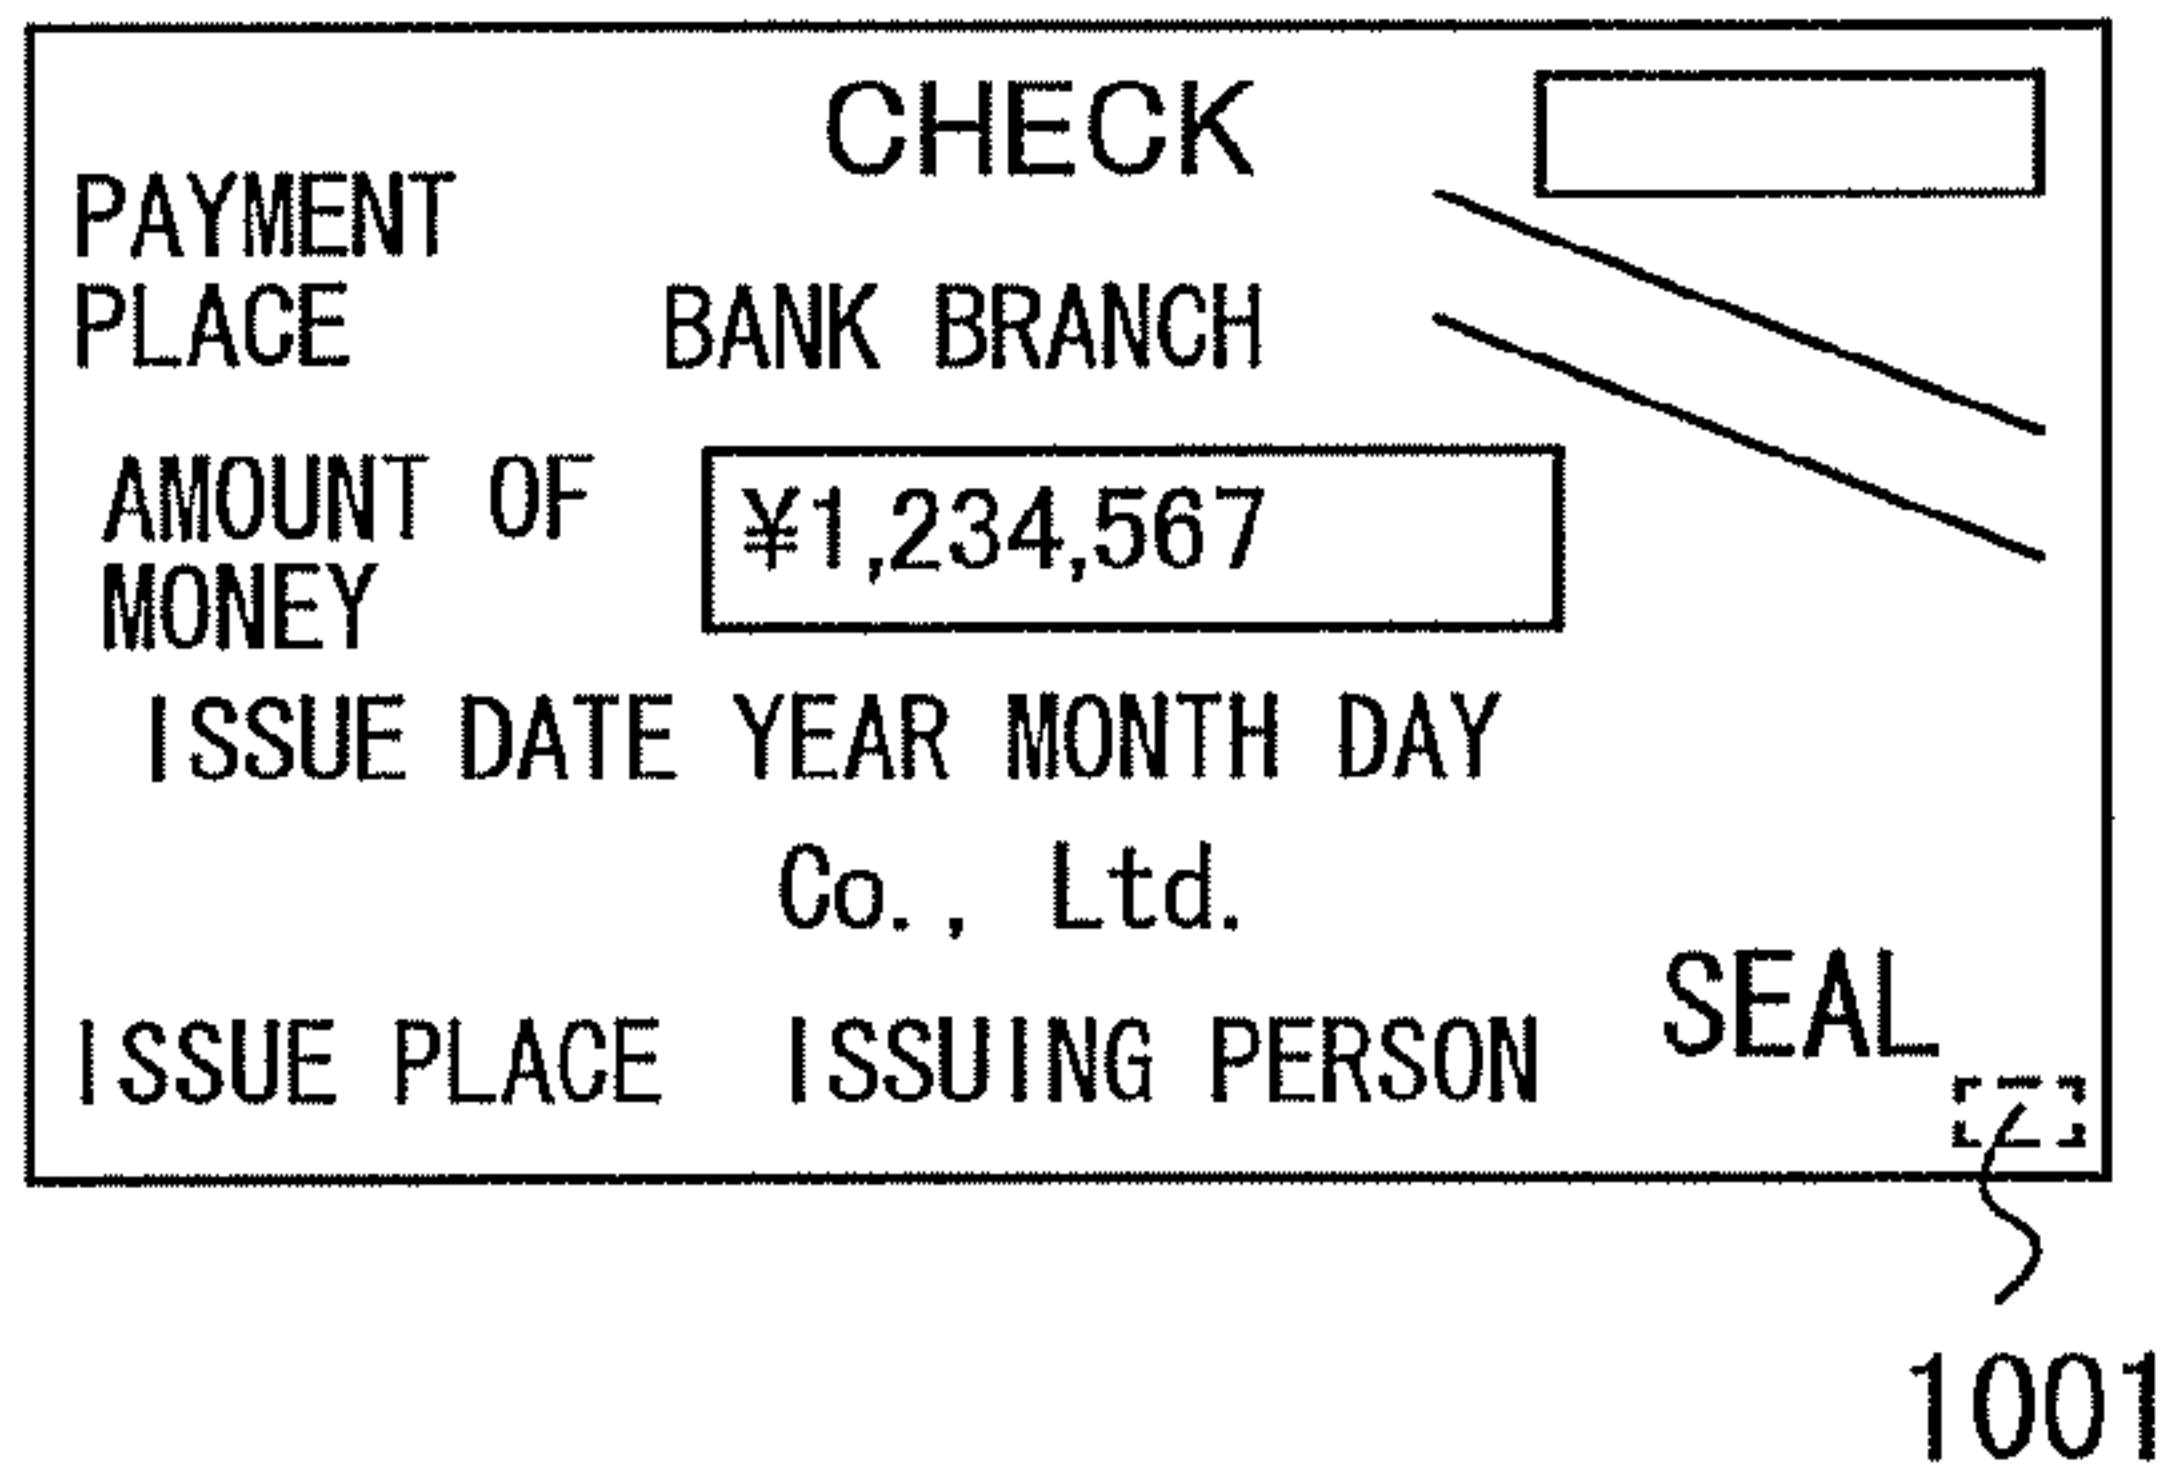 CHECK
PAYMENT
PLACE BANK BRANCH
AMOUNT OF
MONEY
¥1,234,567
ISSUE DATE YEAR MONTH DAY
Co., Ltd.
SEAL
ISSUE PLACE ISSUING PERSON
1001